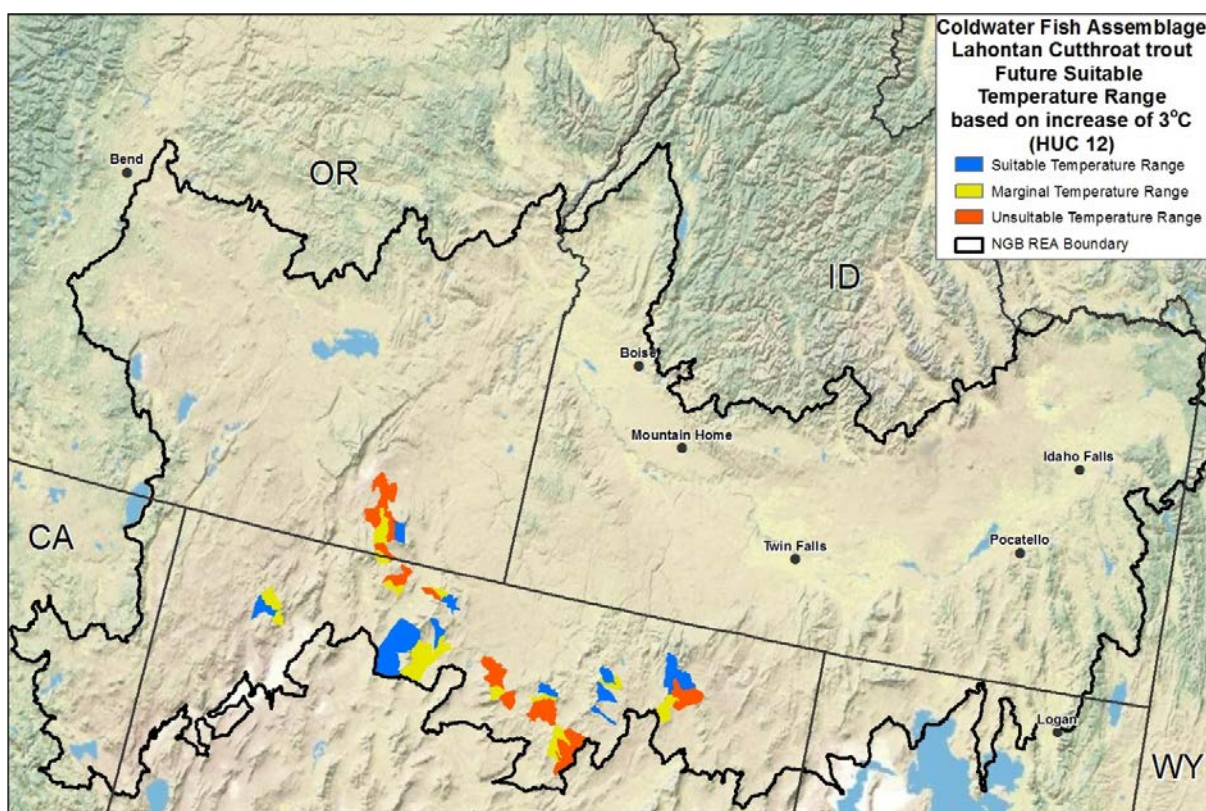 Coldwater Fish Assemblage
Lahontan Cutthroat trout
Future Suitable
Temperature Range
based on increase of 3°C
(HUC 12)
Suitable Temperature Range
Marginal Temperature Range
Unsuitable Temperature Range
NGB REA Boundary
Bend
OR
ID
Boise
Mountain Home
Idaho Falls
CA
Twin Falls
Pocatello
Logan
WY